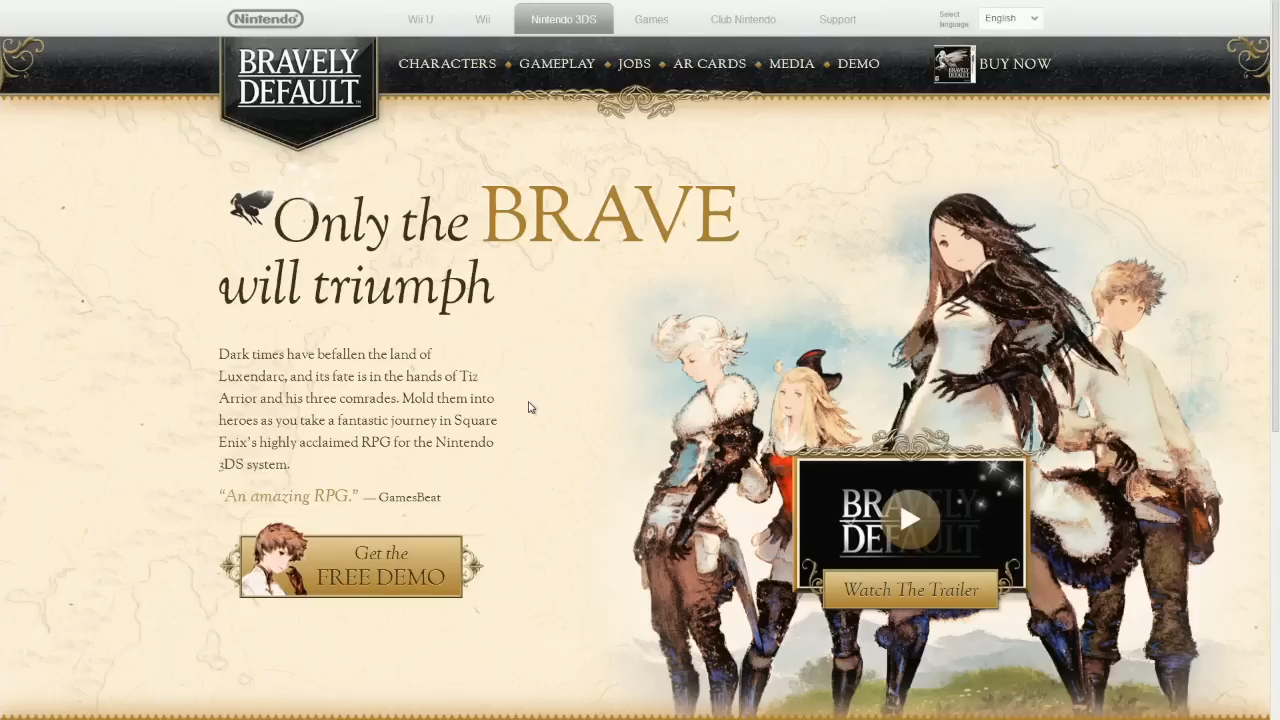 Nintendo
Wii U
Wii
Nintendo 3DS
Games
Club Nintendo
Support
Select language:
English
BRAVELY DEFAULT
CHARACTERS
GAMEPLAY
JOBS
AR CARDS
MEDIA
DEMO
BUY NOW
Only the BRAVE
will triumph
Dark times have befallen the land of
Luxendarc, and its fate is in the hands of Tiz
Arrior and his three comrades. Mold them into
heroes as you take a fantastic journey in Square
Enix's highly acclaimed RPG for the Nintendo
3DS system.
“An amazing RPG.” — GamesBeat
Get the
FREE DEMO
BRAVELY
DEFAULT
Watch The Trailer